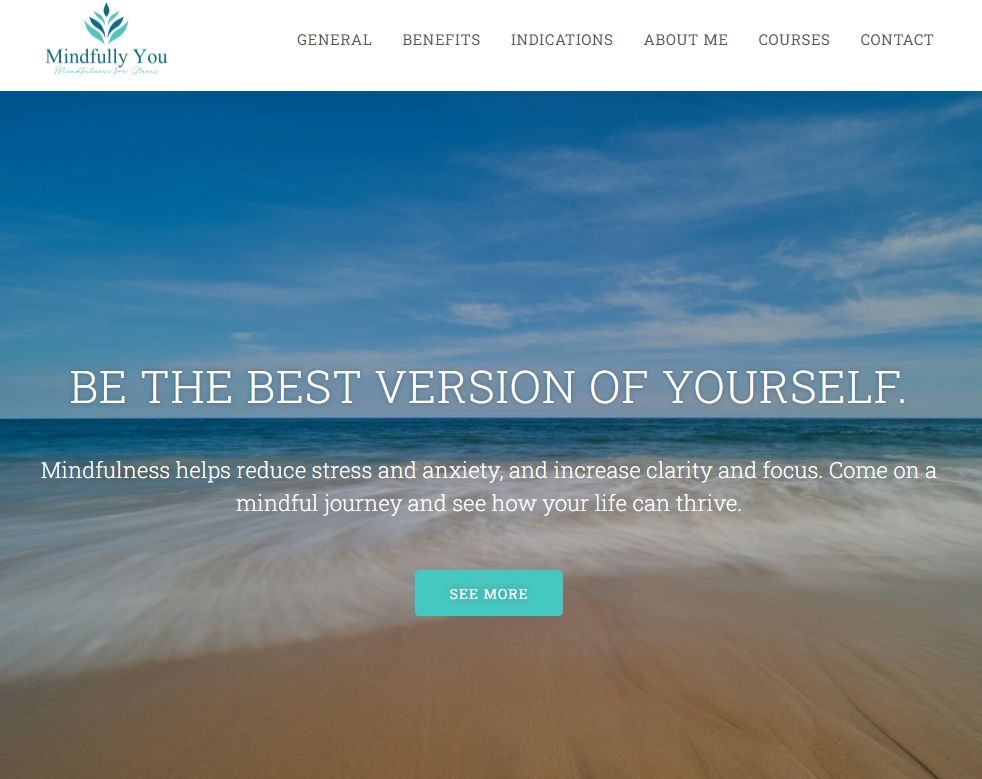 Mindfully You
Mindfulness for Stress
GENERAL BENEFITS INDICATIONS ABOUT ME COURSES CONTACT
BE THE BEST VERSION OF YOURSELF.
Mindfulness helps reduce stress and anxiety, and increase clarity and focus. Come on a
mindful journey and see how your life can thrive.
SEE MORE